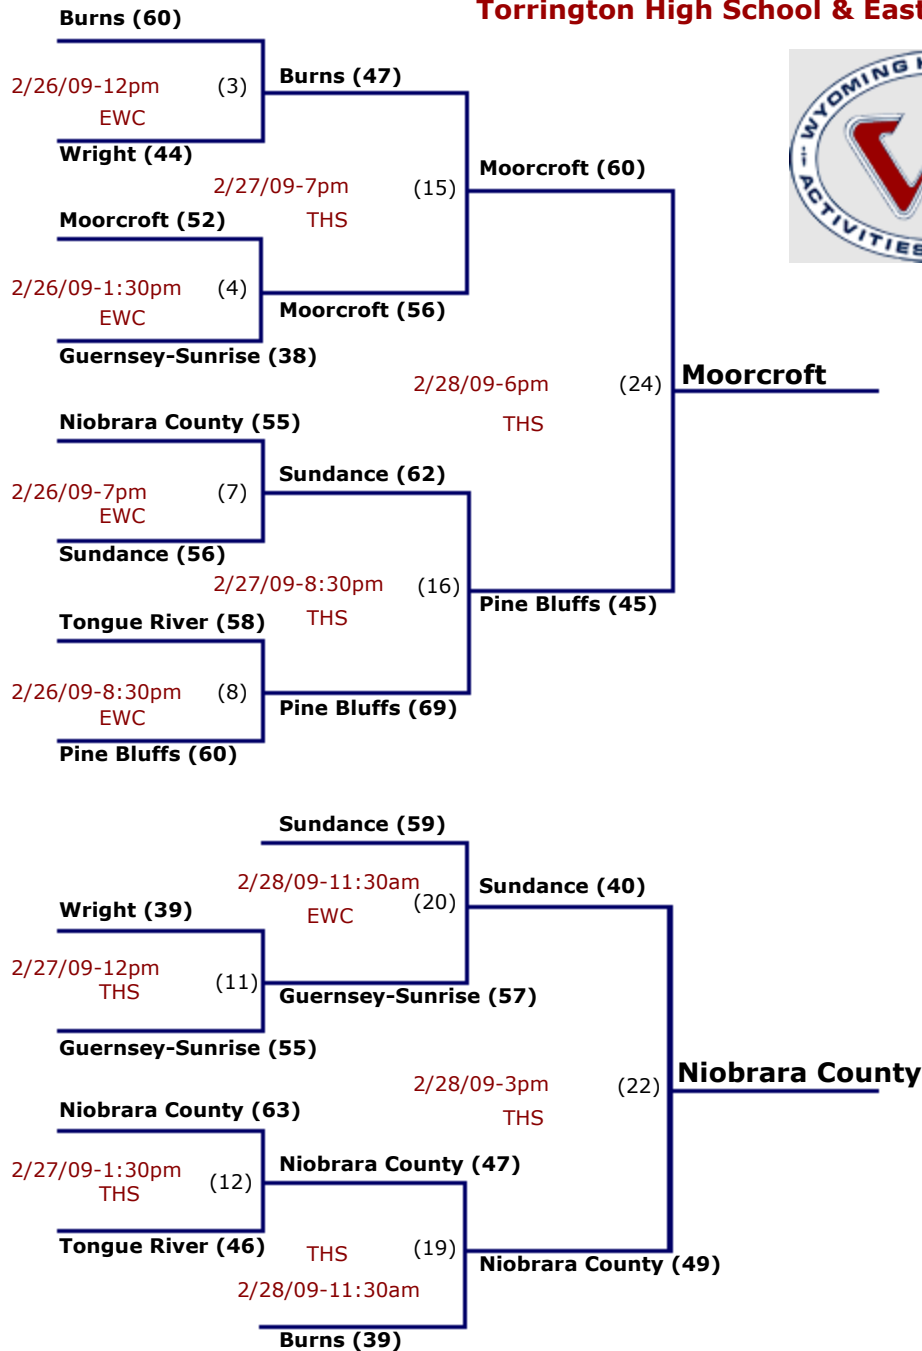 Torrington High School & East
Burns (60)
2/26/09-12pm (3)
EWC
Wright (44)
Burns (47)
2/27/09-7pm (15)
THS
Moorcroft (52)
2/26/09-1:30pm (4)
EWC
Guernsey-Sunrise (38)
Moorcroft (56)
Moorcroft (60)
WYOMING H
ACTIVITIES
2/28/09-6pm (24)
THS
Moorcroft
Niobrara County (55)
2/26/09-7pm (7)
EWC
Sundance (56)
Sundance (62)
2/27/09-8:30pm (16)
THS
Tongue River (58)
2/26/09-8:30pm (8)
EWC
Pine Bluffs (60)
Pine Bluffs (69)
Pine Bluffs (45)
Sundance (59)
2/28/09-11:30am (20)
EWC
Wright (39)
2/27/09-12pm (11)
THS
Guernsey-Sunrise (55)
Guernsey-Sunrise (57)
Sundance (40)
2/28/09-3pm (22)
THS
Niobrara County
Niobrara County (63)
2/27/09-1:30pm (12)
THS
Tongue River (46)
Niobrara County (47)
THS (19)
2/28/09-11:30am
Burns (39)
Niobrara County (49)